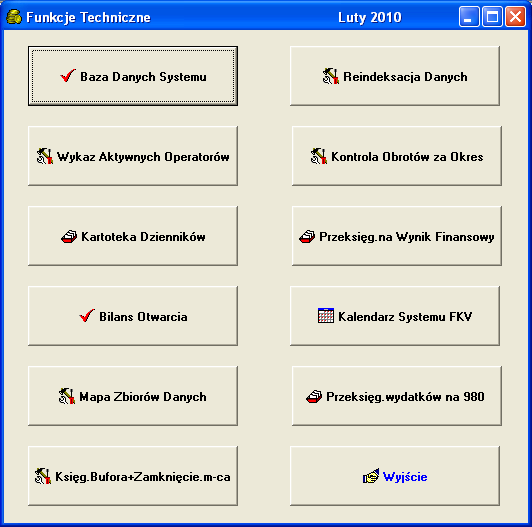 Funkcje Techniczne Luty 2010
Baza Danych Systemu
Reindeksacja Danych
Wykaz Aktywnych Operatorów
Kontrola Obrotów za Okres
Kartoteka Dzienników
Przeksięg.na Wynik Finansowy
Bilans Otwarcia
Kalendarz Systemu FKV
Mapa Zbiorów Danych
Przeksięg.wydatków na 980
Księg.Bufora+Zamknięcie.m-ca
Wyjście